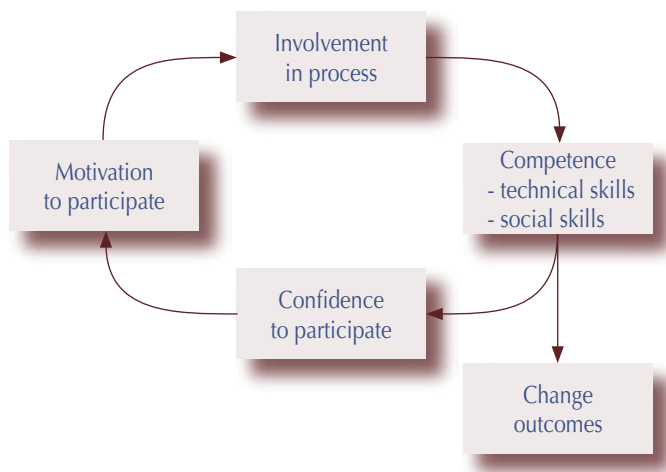 Involvement
in process
Motivation
to participate
Competence
- technical skills
- social skills
Confidence
to participate
Change
outcomes